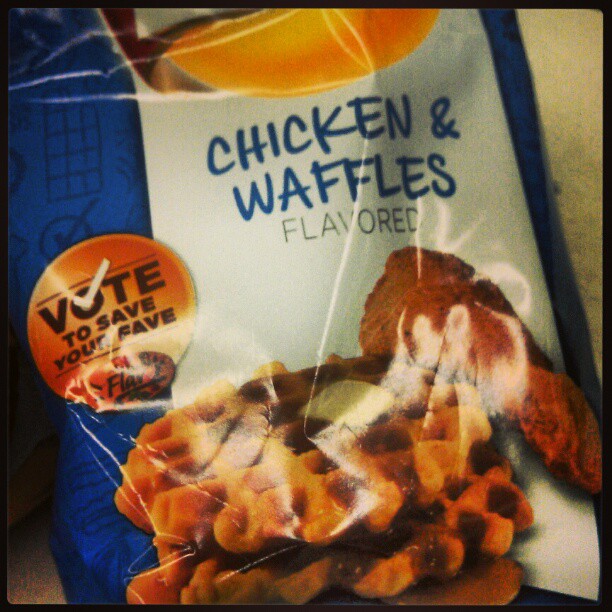 CHICKEN &
WAFFLES
FLAVORED
VOTE
TO SAVE
YOUR FAVE